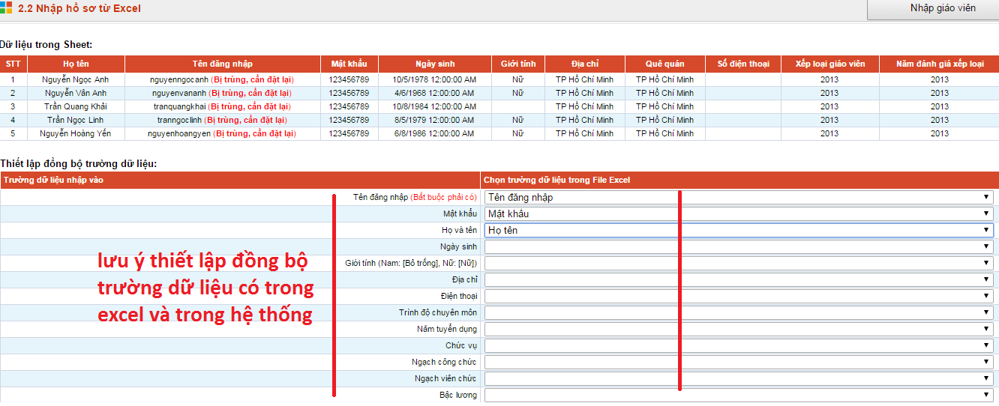 2.2 Nhập hồ sơ từ Excel
Nhập giáo viên
Dữ liệu trong Sheet:
STT Họ tên Tên đăng nhập Mật khẩu Ngày sinh Giới tính Địa chỉ Quê quán Số điện thoại Xếp loại giáo viên Năm đánh giá xếp loại
1 Nguyễn Ngọc Anh nguyenngocanh (Bị trùng, cần đặt lại) 123456789 10/5/1978 12:00:00 AM Nữ TP Hồ Chí Minh TP Hồ Chí Minh 2013 2013
2 Nguyễn Vân Anh nguyenvananh (Bị trùng, cần đặt lại) 123456789 4/6/1968 12:00:00 AM Nữ TP Hồ Chí Minh TP Hồ Chí Minh 2013 2013
3 Trần Quang Khải tranquangkhai (Bị trùng, cần đặt lại) 123456789 10/8/1984 12:00:00 AM TP Hồ Chí Minh TP Hồ Chí Minh 2013 2013
4 Trần Ngọc Linh tranngoclinh (Bị trùng, cần đặt lại) 123456789 8/5/1979 12:00:00 AM Nữ TP Hồ Chí Minh TP Hồ Chí Minh 2013 2013
5 Nguyễn Hoàng Yến nguyenhoangyen (Bị trùng, cần đặt lại) 123456789 6/8/1986 12:00:00 AM Nữ TP Hồ Chí Minh TP Hồ Chí Minh 2013 2013
Thiết lập đồng bộ trường dữ liệu:
Trường dữ liệu nhập vào Chọn trường dữ liệu trong File Excel
Tên đăng nhập (Bắt buộc phải có) Tên đăng nhập
Mật khẩu Mật khẩu
Họ và tên Họ tên
Ngày sinh
Giới tính (Nam: [Bỏ trống], Nữ: [Nữ])
Địa chỉ
Điện thoại
Trình độ chuyên môn
Năm tuyển dụng
Chức vụ
Ngạch công chức
Ngạch viên chức
Bậc lương
lưu ý thiết lập đồng bộ
trường dữ liệu có trong
excel và trong hệ thống